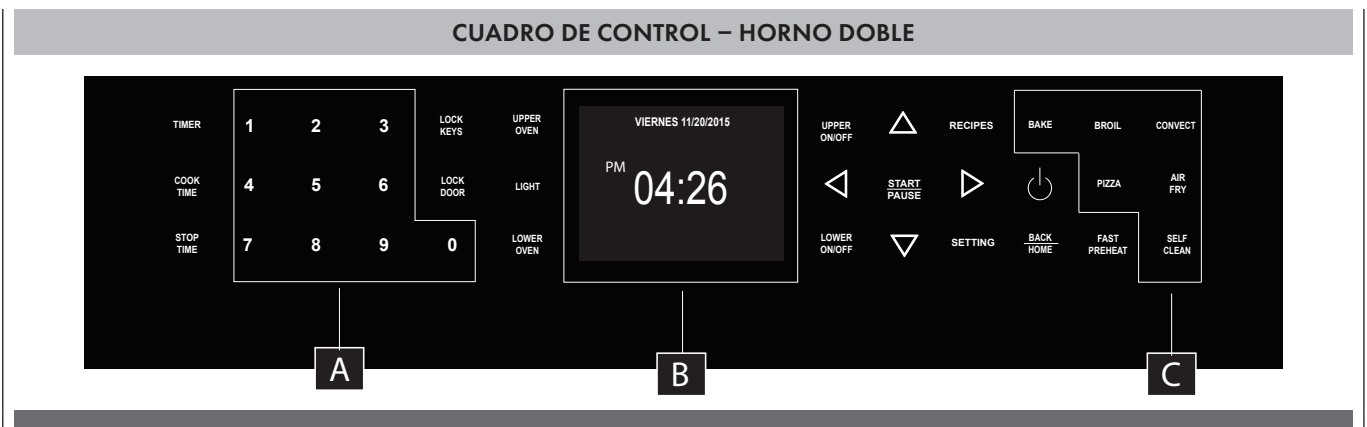 CUADRO DE CONTROL – HORNO DOBLE
TIMER 1 2 3 LOCK KEYS UPPER OVEN
COOK TIME 4 5 6 LOCK DOOR LIGHT
STOP TIME 7 8 9 0 LOWER OVEN
VIERNES 11/20/2015
PM 04:26
UPPER ON/OFF RECIPES BAKE BROIL CONVECT
START PAUSE PIZZA AIR FRY
LOWER ON/OFF SETTING BACK HOME FAST PREHEAT SELF CLEAN
A B C